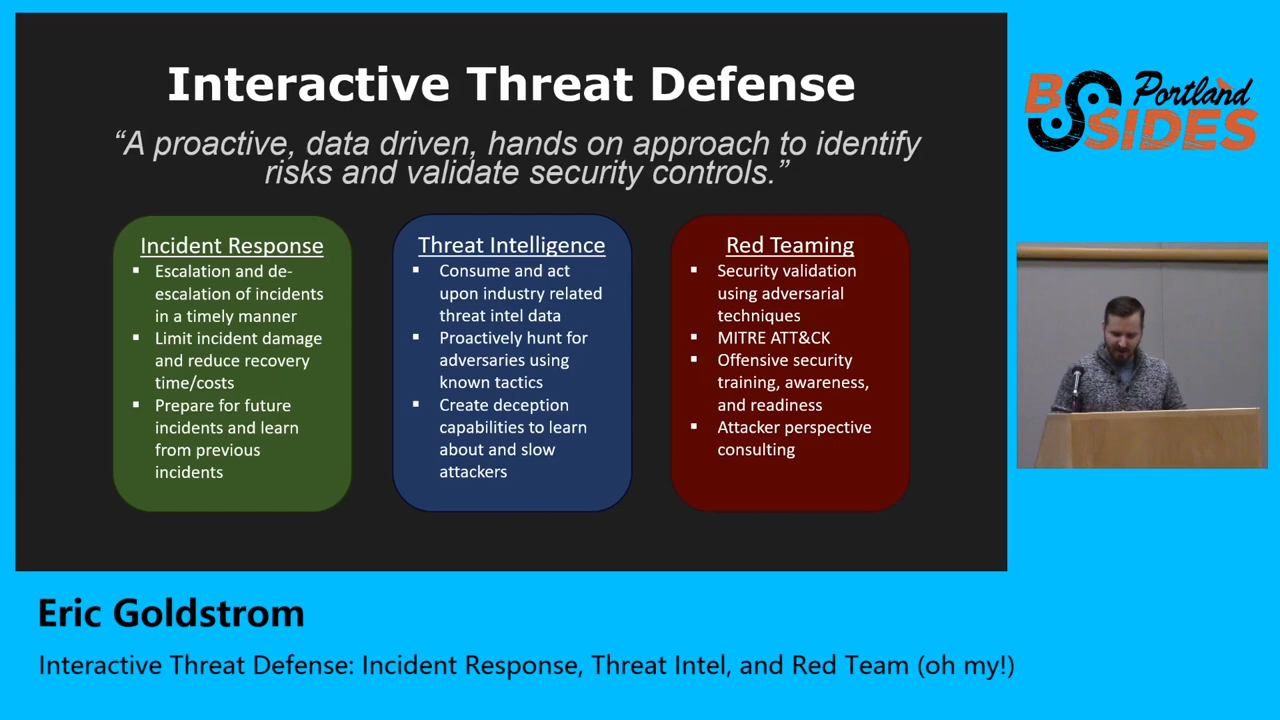 Interactive Threat Defense
“A proactive, data driven, hands on approach to identify
risks and validate security controls.”
Incident Response
▪ Escalation and de-
escalation of incidents
in a timely manner
▪ Limit incident damage
and reduce recovery
time/costs
▪ Prepare for future
incidents and learn
from previous
incidents
Threat Intelligence
▪ Consume and act
upon industry related
threat intel data
▪ Proactively hunt for
adversaries using
known tactics
▪ Create deception
capabilities to learn
about and slow
attackers
Red Teaming
▪ Security validation
using adversarial
techniques
▪ MITRE ATT&CK
▪ Offensive security
training, awareness,
and readiness
▪ Attacker perspective
consulting
B Portland
SIDES
Eric Goldstrom
Interactive Threat Defense: Incident Response, Threat Intel, and Red Team (oh my!)